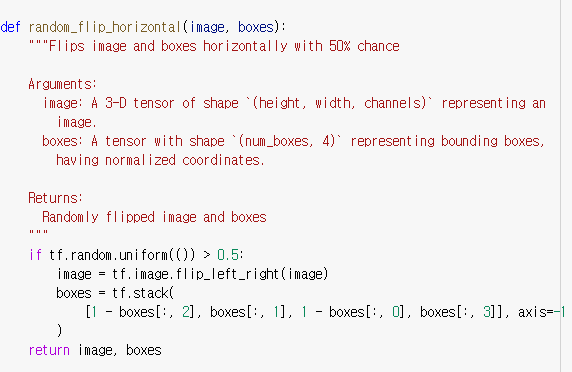 def random_flip_horizontal(image, boxes):
    """Flips image and boxes horizontally with 50% chance

    Arguments:
      image: A 3-D tensor of shape `(height, width, channels)` representing an
        image.
      boxes: A tensor with shape `(num_boxes, 4)` representing bounding boxes,
        having normalized coordinates.

    Returns:
      Randomly flipped image and boxes
    """
    if tf.random.uniform(()) > 0.5:
        image = tf.image.flip_left_right(image)
        boxes = tf.stack(
            [1 - boxes[:, 2], boxes[:, 1], 1 - boxes[:, 0], boxes[:, 3]], axis=-1
        )
    return image, boxes